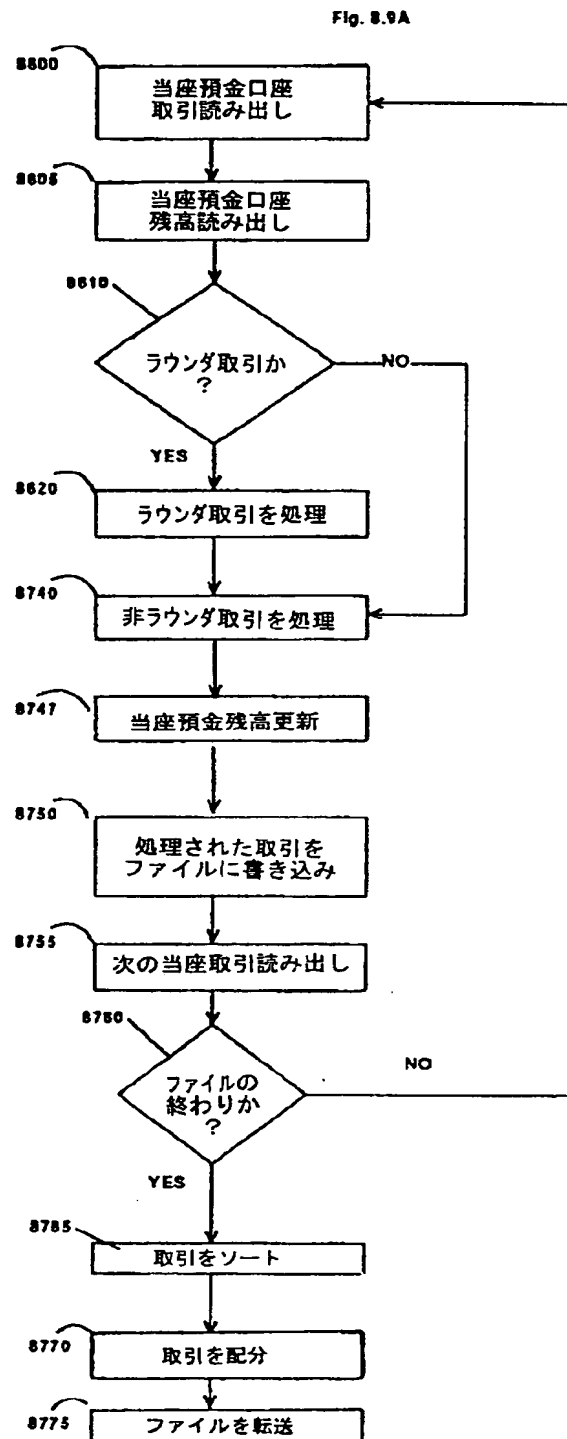 Fig. 8.9A
8600
当座預金口座
取引読み出し
8605
当座預金口座
残高読み出し
8610
ラウンダ取引か
?
NO
YES
8620
ラウンダ取引を処理
8740
非ラウンダ取引を処理
8747
当座預金残高更新
8750
処理された取引を
ファイルに書き込み
8755
次の当座取引読み出し
8760
ファイルの
終わりか
?
NO
YES
8765
取引をソート
8770
取引を配分
8775
ファイルを転送